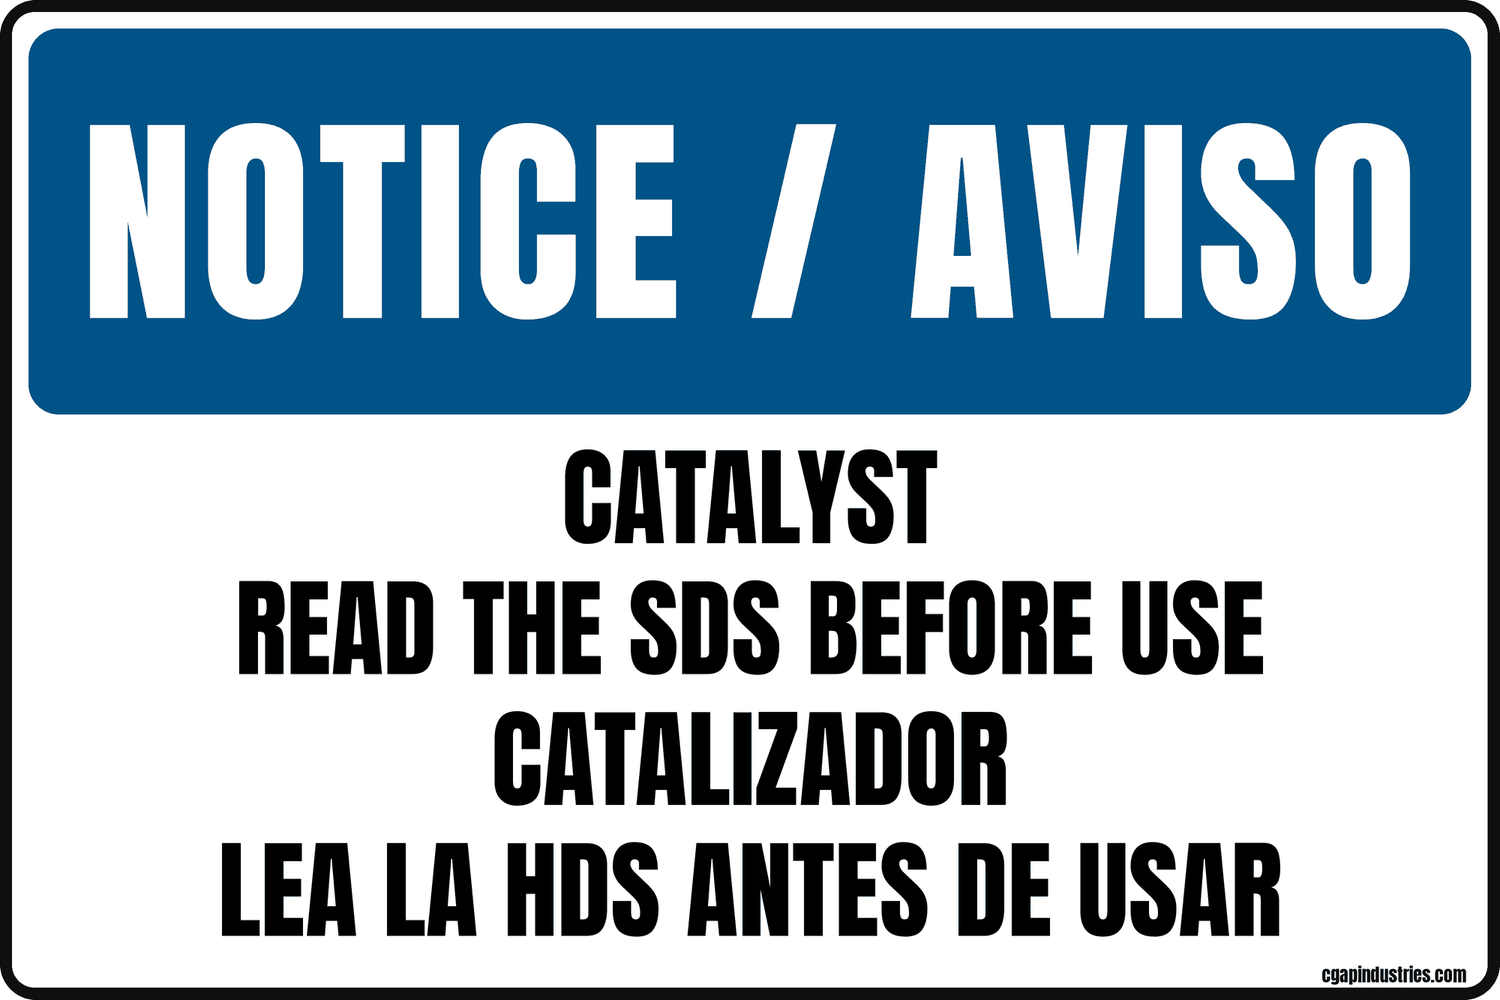 NOTICE / AVISO
CATALYST
READ THE SDS BEFORE USE
CATALIZADOR
LEA LA HDS ANTES DE USAR
cgapindustries.com